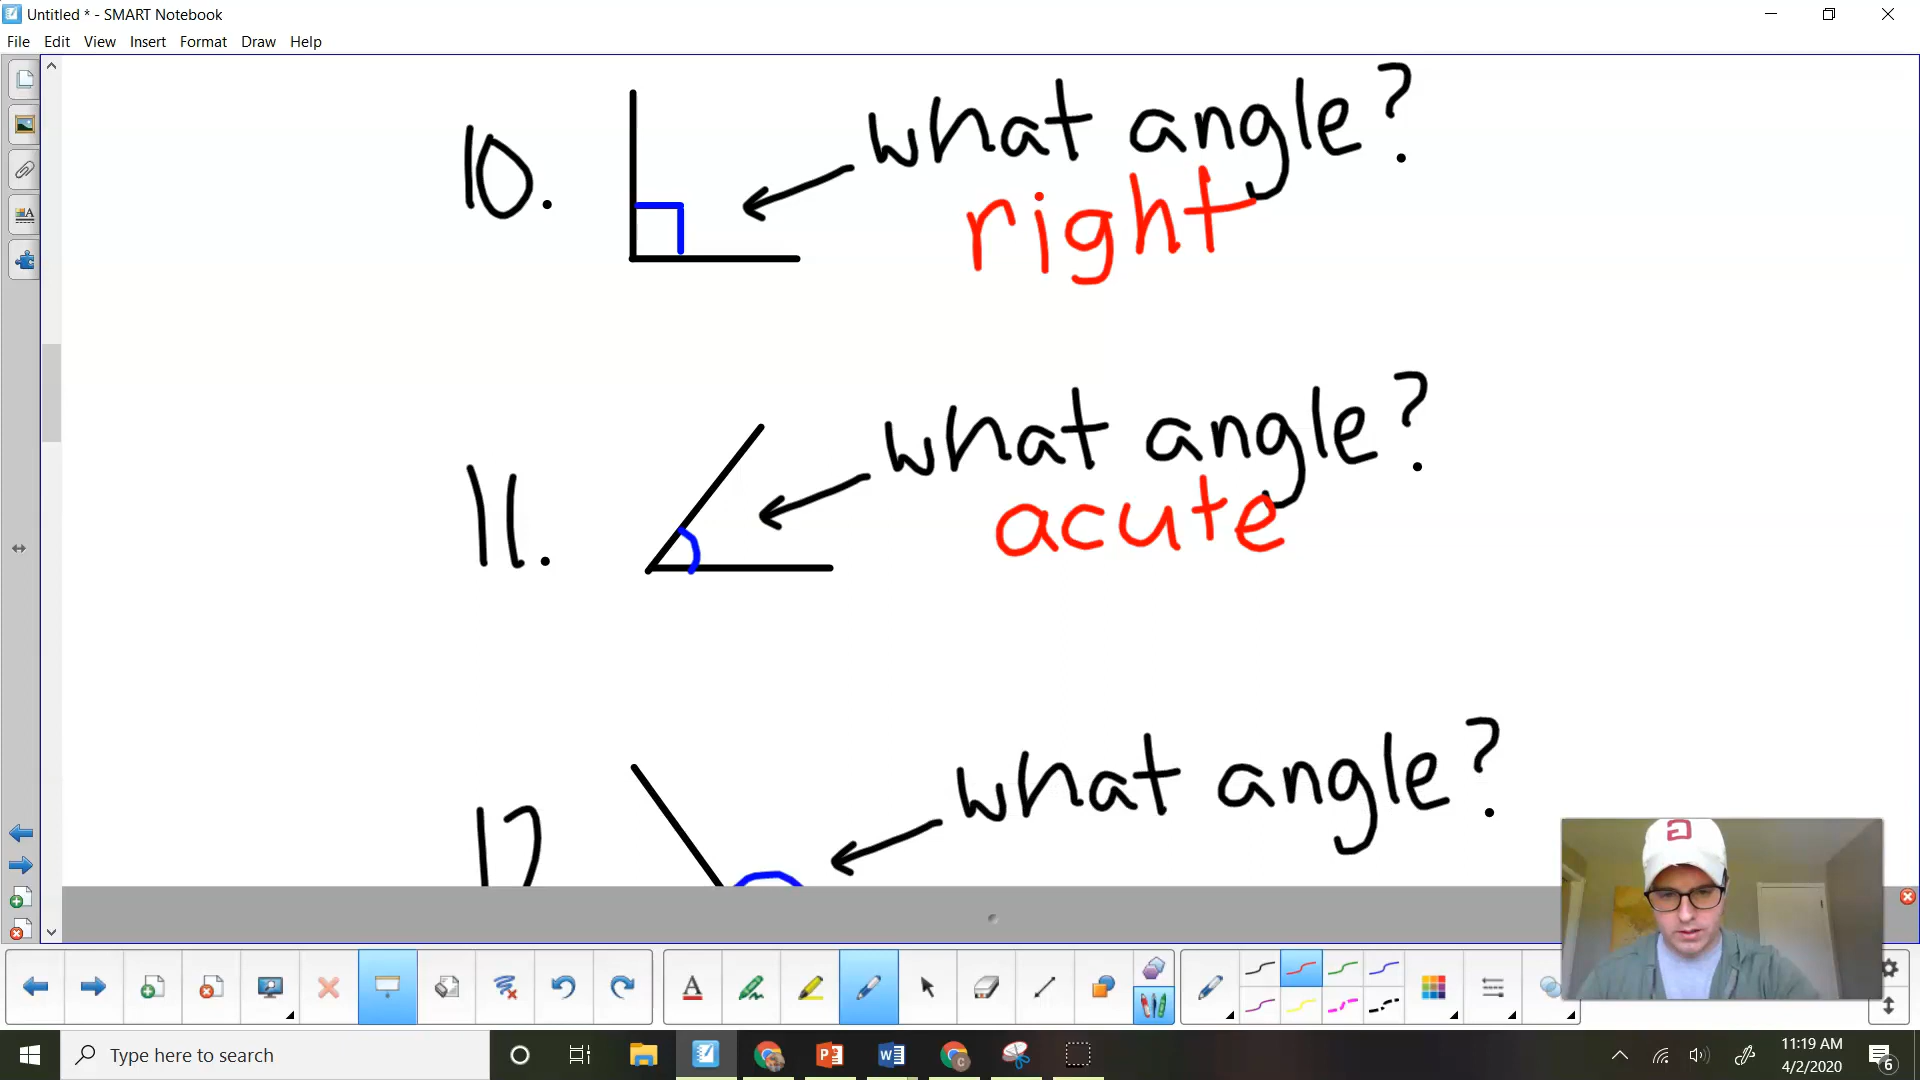 Untitled * - SMART Notebook
File Edit View Insert Format Draw Help
10. what angle?
right
11. what angle?
acute
12 what angle?
G
A
Type here to search
11:19 AM
4/2/2020
6